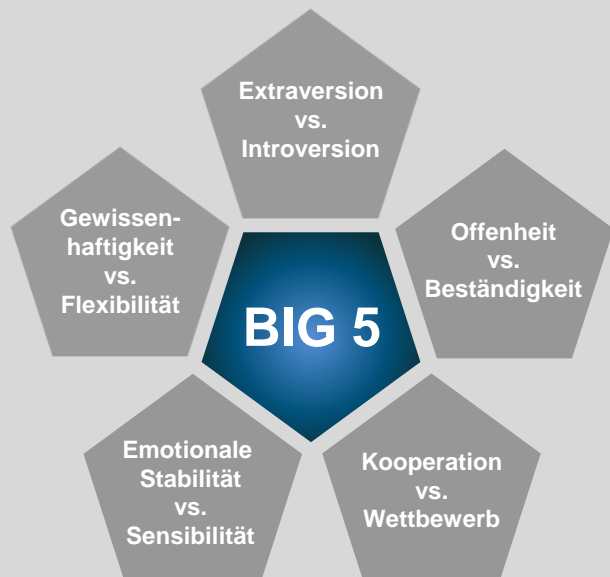 Extraversion
vs.
Introversion
Gewissen-
haftigkeit
vs.
Flexibilität
Offenheit
vs.
Beständigkeit
BIG 5
Emotionale
Stabilität
vs.
Sensibilität
Kooperation
vs.
Wettbewerb